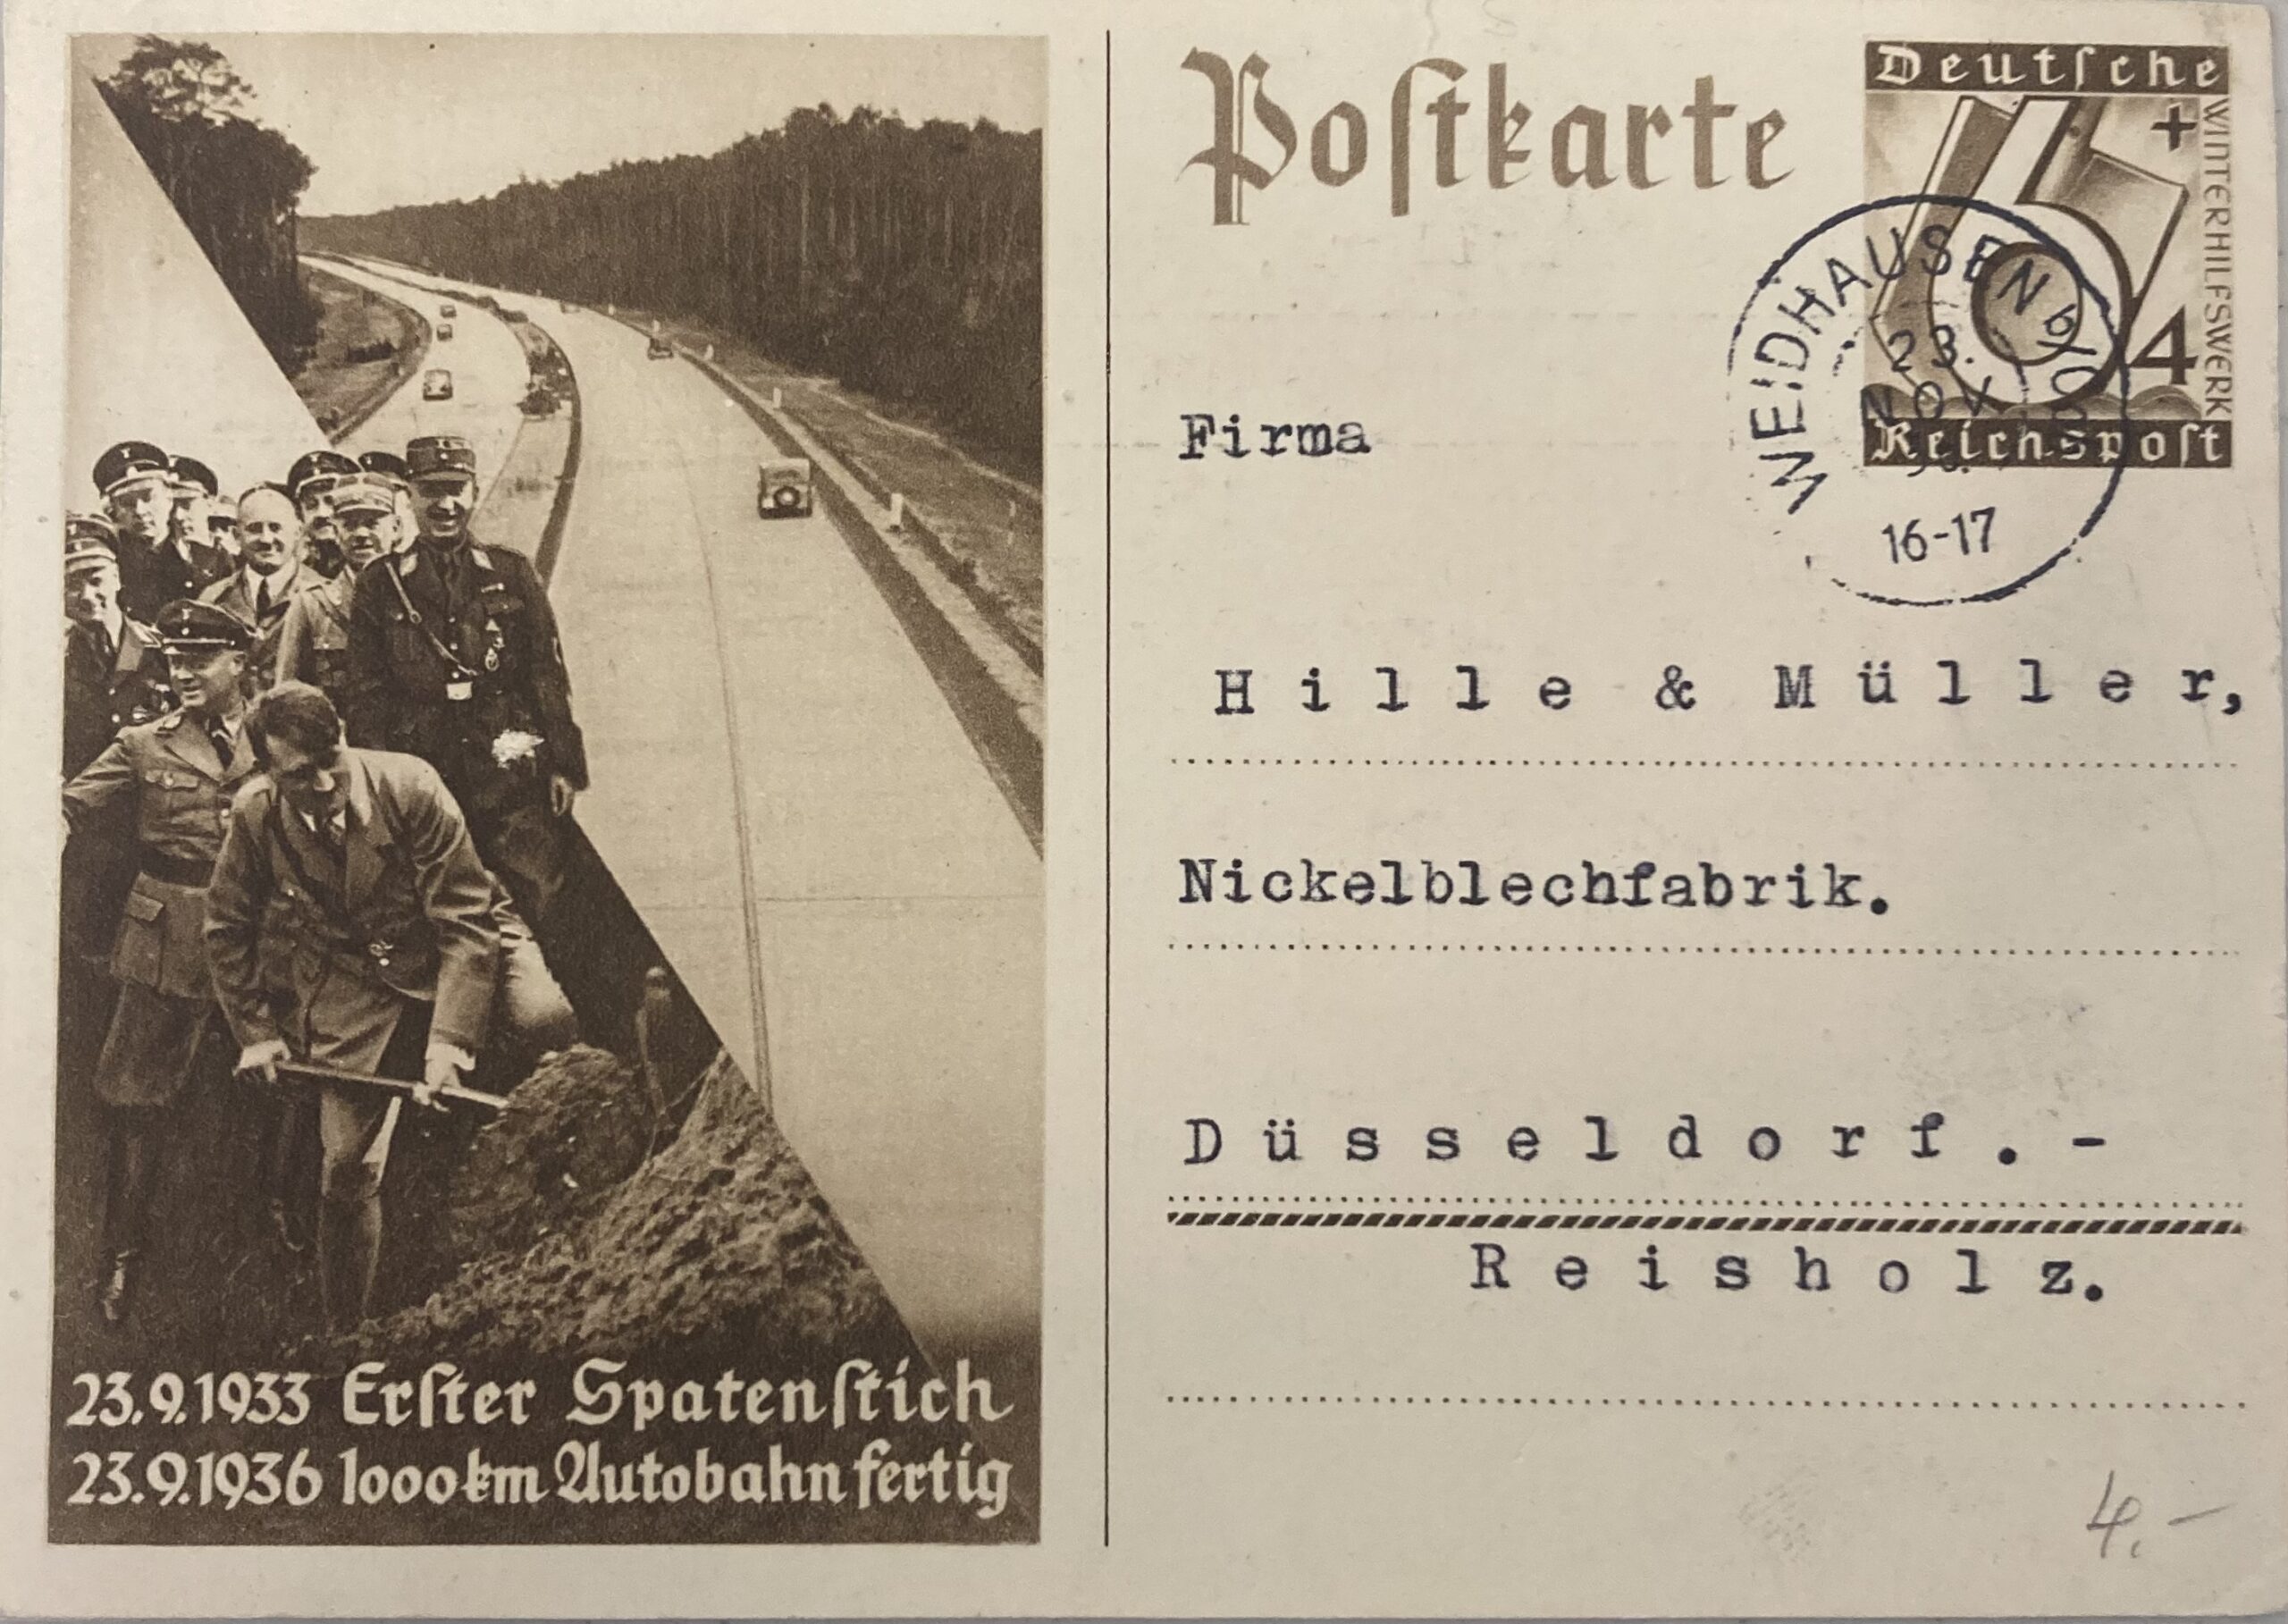 23.9.1933 Erſter Spatenſtich
23.9.1936 1000 km Autobahn fertig
Poſtkarte
Deutſche
+
WINTERHILFSWERK
6
4
Reichspoſt
WEIDHAUSEN b/
23.
NOV
16-17
Firma
Hille & Müller,
Nickelblechfabrik.
Düsseldorf.-
Reisholz.
4.-